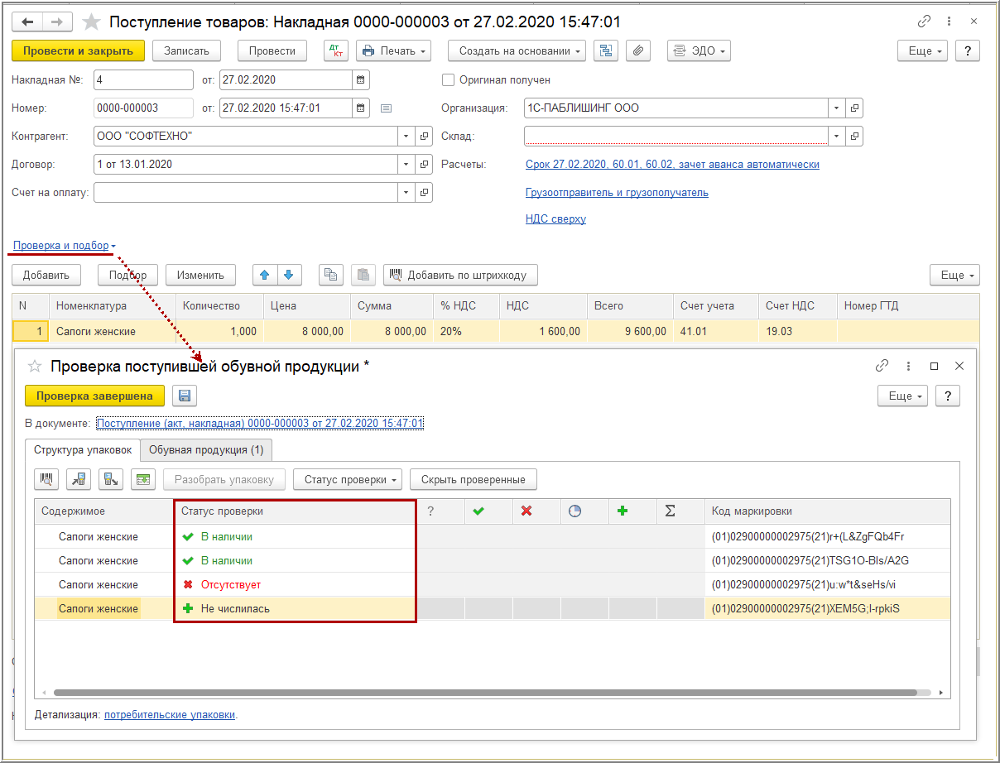 Поступление товаров: Накладная 0000-000003 от 27.02.2020 15:47:01
Провести и закрыть Записать Провести Дт Кт Печать Создать на основании ЭДО Еще ?
Накладная №: 4 от: 27.02.2020 Оригинал получен
Номер: 0000-000003 от: 27.02.2020 15:47:01 Организация: 1С-ПАБЛИШИНГ ООО
Контрагент: ООО "СОФТЕХНО" Склад:
Договор: 1 от 13.01.2020 Расчеты: Срок 27.02.2020, 60.01, 60.02, зачет аванса автоматически
Счет на оплату: Грузоотправитель и грузополучатель
НДС сверху
Проверка и подбор
Добавить Подбор Изменить Добавить по штрихкоду Еще
N Номенклатура Количество Цена Сумма % НДС НДС Всего Счет учета Счет НДС Номер ГТД
1 Сапоги женские 1,000 8 000,00 8 000,00 20% 1 600,00 9 600,00 41.01 19.03
Проверка поступившей обувной продукции *
Проверка завершена Еще ?
В документе: Поступление (акт, накладная) 0000-000003 от 27.02.2020 15:47:01
Структура упаковок Обувная продукция (1)
Разобрать упаковку Статус проверки Скрыть проверенные
Содержимое Статус проверки ? Σ Код маркировки
Сапоги женские В наличии (01)02900000002975(21)r+(L&ZgFQb4Fr
Сапоги женские В наличии (01)02900000002975(21)TSG1O-BIs/A2G
Сапоги женские Отсутствует (01)02900000002975(21)u:w*t&seHs/vi
Сапоги женские Не числилась (01)02900000002975(21)XEM5G;I-rpkiS
Детализация: потребительские упаковки.